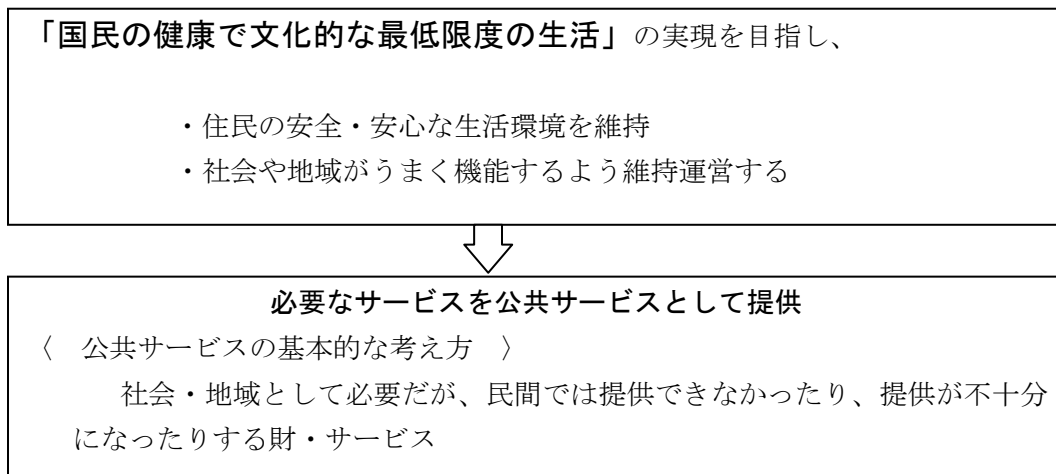 「国民の健康で文化的な最低限度の生活」の実現を目指し、
・住民の安全・安心な生活環境を維持
・社会や地域がうまく機能するよう維持運営する
必要なサービスを公共サービスとして提供
〈　公共サービスの基本的な考え方　〉
社会・地域として必要だが、民間では提供できなかったり、提供が不十分
になったりする財・サービス